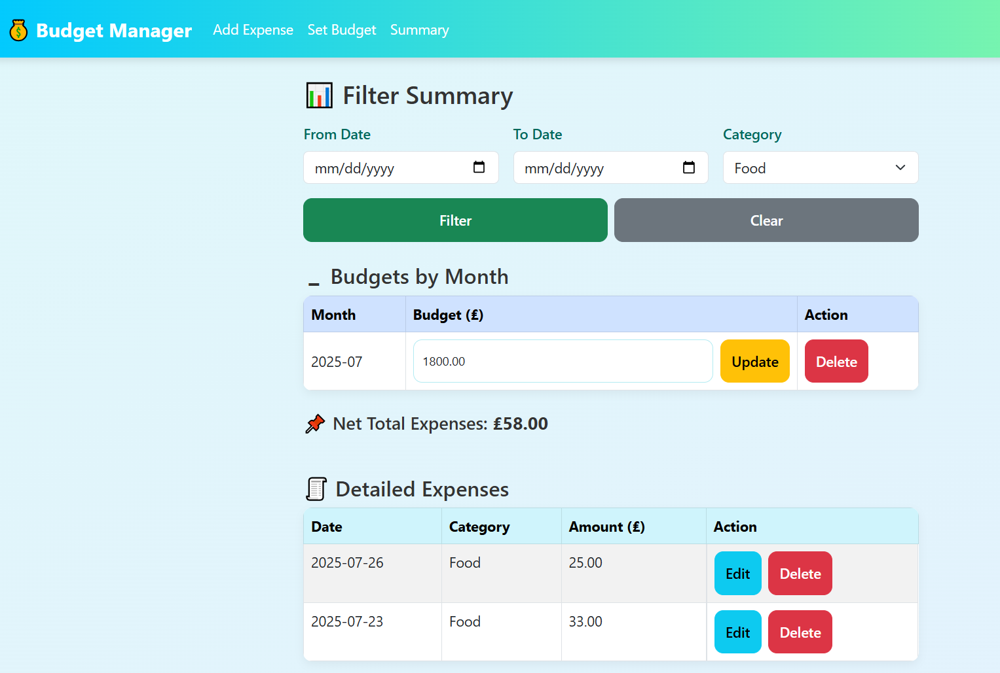 Budget Manager Add Expense Set Budget Summary
Filter Summary
From Date To Date Category
mm/dd/yyyy mm/dd/yyyy Food
Filter Clear
Budgets by Month
Month Budget (£) Action
2025-07 1800.00 Update Delete
Net Total Expenses: £58.00
Detailed Expenses
Date Category Amount (£) Action
2025-07-26 Food 25.00 Edit Delete
2025-07-23 Food 33.00 Edit Delete